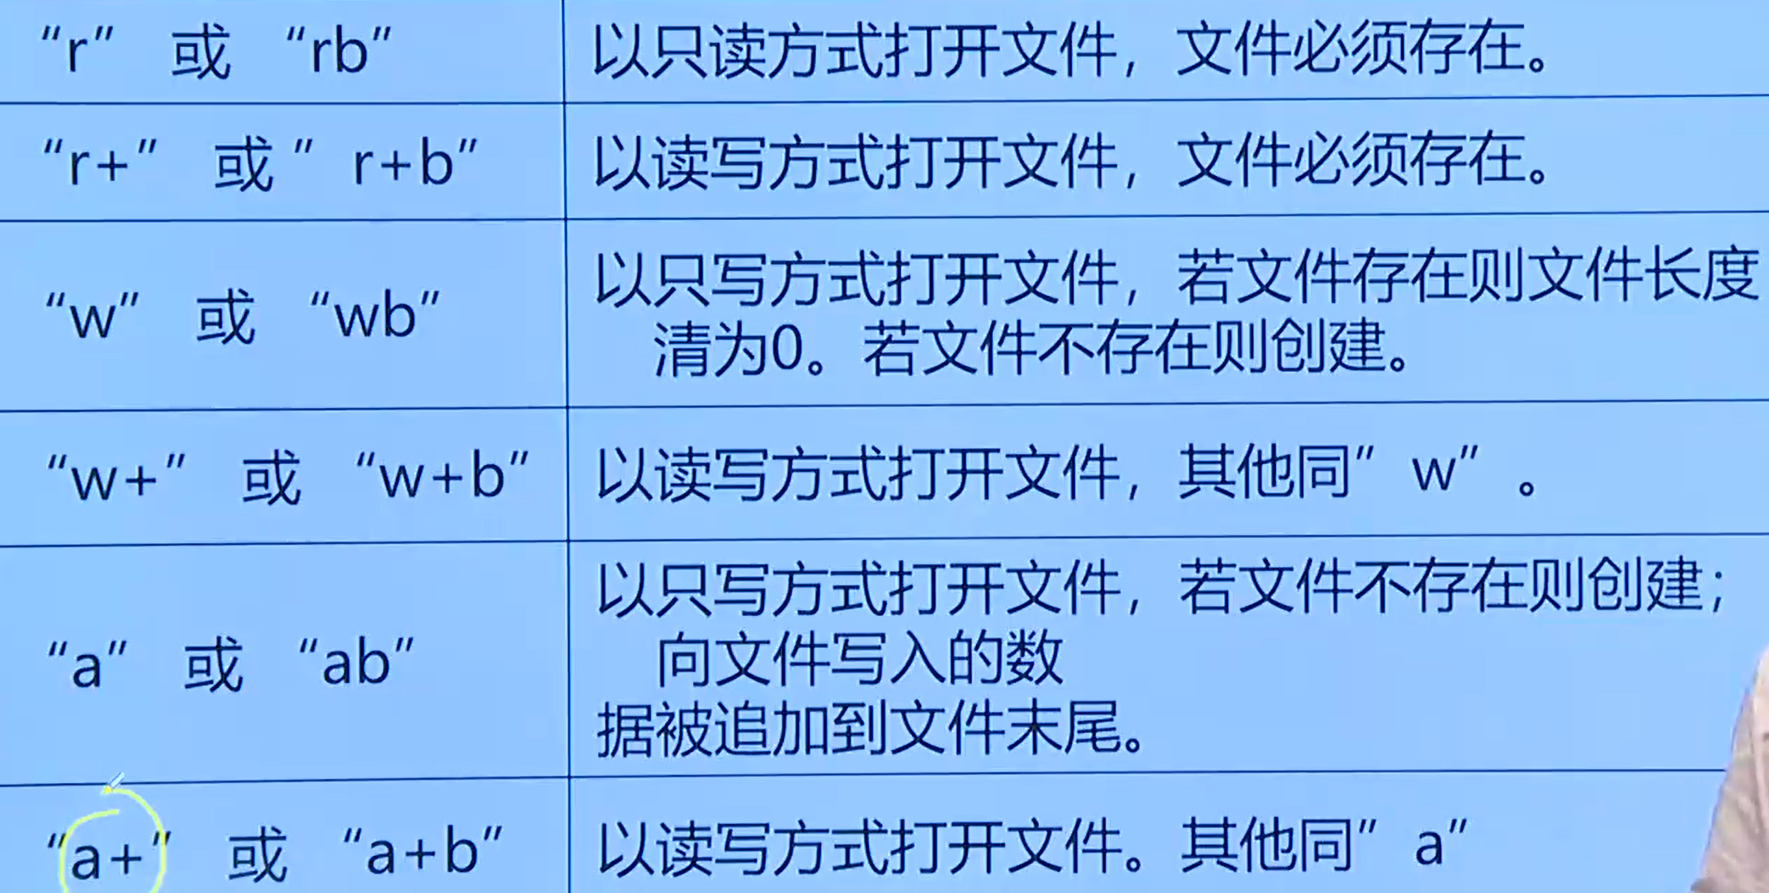 “r” 或 “rb” 以只读方式打开文件，文件必须存在。
“r+” 或 ” r+b” 以读写方式打开文件，文件必须存在。
“w” 或 “wb” 以只写方式打开文件，若文件存在则文件长度
清为0。若文件不存在则创建。
“w+” 或 “w+b” 以读写方式打开文件，其他同” w” 。
“a” 或 “ab” 以只写方式打开文件，若文件不存在则创建；
向文件写入的数
据被追加到文件末尾。
“a+” 或 “a+b” 以读写方式打开文件。其他同” a”